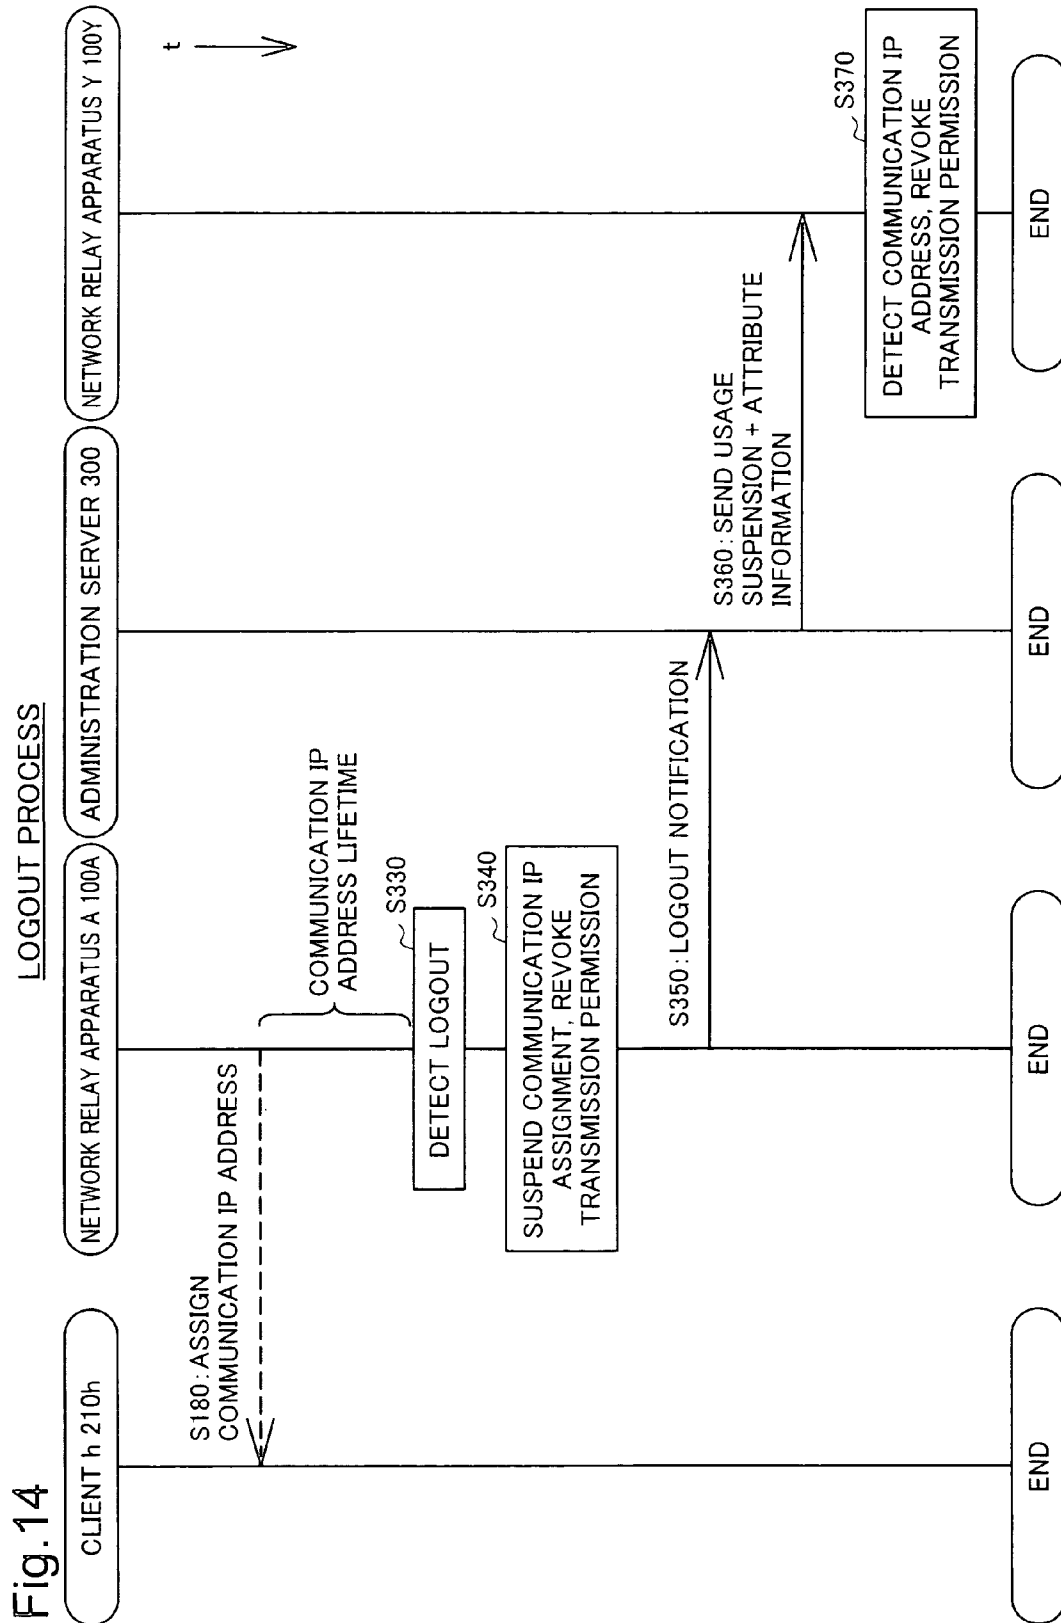 Fig.14
LOGOUT PROCESS
CLIENT h 210h
NETWORK RELAY APPARATUS A 100A
ADMINISTRATION SERVER 300
NETWORK RELAY APPARATUS Y 100Y
t
S180:ASSIGN
COMMUNICATION IP ADDRESS
COMMUNICATION IP
ADDRESS LIFETIME
S330
DETECT LOGOUT
S340
SUSPEND COMMUNICATION IP
ASSIGNMENT, REVOKE
TRANSMISSION PERMISSION
S350:LOGOUT NOTIFICATION
S360:SEND USAGE
SUSPENSION + ATTRIBUTE
INFORMATION
S370
DETECT COMMUNICATION IP
ADDRESS, REVOKE
TRANSMISSION PERMISSION
END
END
END
END